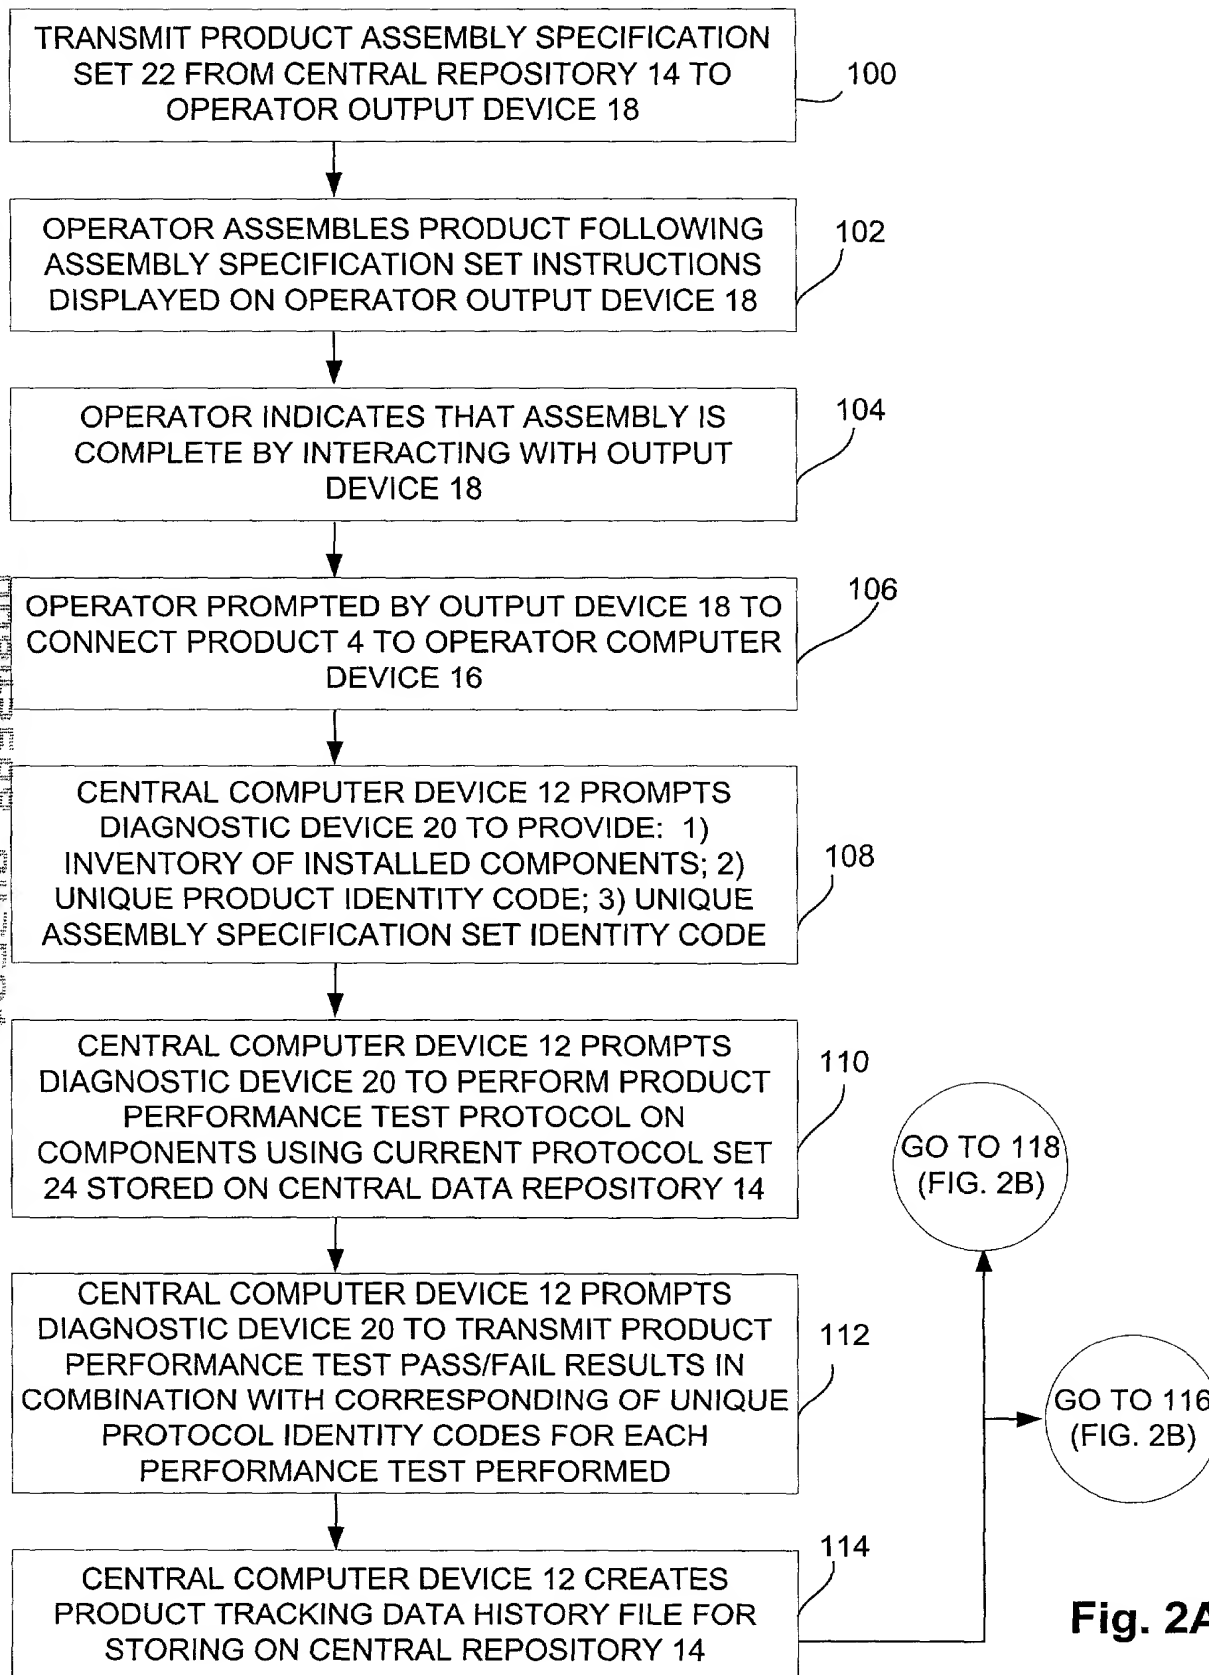 TRANSMIT PRODUCT ASSEMBLY SPECIFICATION
SET 22 FROM CENTRAL REPOSITORY 14 TO
OPERATOR OUTPUT DEVICE 18
100
OPERATOR ASSEMBLES PRODUCT FOLLOWING
ASSEMBLY SPECIFICATION SET INSTRUCTIONS
DISPLAYED ON OPERATOR OUTPUT DEVICE 18
102
OPERATOR INDICATES THAT ASSEMBLY IS
COMPLETE BY INTERACTING WITH OUTPUT
DEVICE 18
104
OPERATOR PROMPTED BY OUTPUT DEVICE 18 TO
CONNECT PRODUCT 4 TO OPERATOR COMPUTER
DEVICE 16
106
CENTRAL COMPUTER DEVICE 12 PROMPTS
DIAGNOSTIC DEVICE 20 TO PROVIDE: 1)
INVENTORY OF INSTALLED COMPONENTS; 2)
UNIQUE PRODUCT IDENTITY CODE; 3) UNIQUE
ASSEMBLY SPECIFICATION SET IDENTITY CODE
108
CENTRAL COMPUTER DEVICE 12 PROMPTS
DIAGNOSTIC DEVICE 20 TO PERFORM PRODUCT
PERFORMANCE TEST PROTOCOL ON
COMPONENTS USING CURRENT PROTOCOL SET
24 STORED ON CENTRAL DATA REPOSITORY 14
110
CENTRAL COMPUTER DEVICE 12 PROMPTS
DIAGNOSTIC DEVICE 20 TO TRANSMIT PRODUCT
PERFORMANCE TEST PASS/FAIL RESULTS IN
COMBINATION WITH CORRESPONDING OF UNIQUE
PROTOCOL IDENTITY CODES FOR EACH
PERFORMANCE TEST PERFORMED
112
CENTRAL COMPUTER DEVICE 12 CREATES
PRODUCT TRACKING DATA HISTORY FILE FOR
STORING ON CENTRAL REPOSITORY 14
114
GO TO 118
(FIG. 2B)
GO TO 116
(FIG. 2B)
Fig. 2A